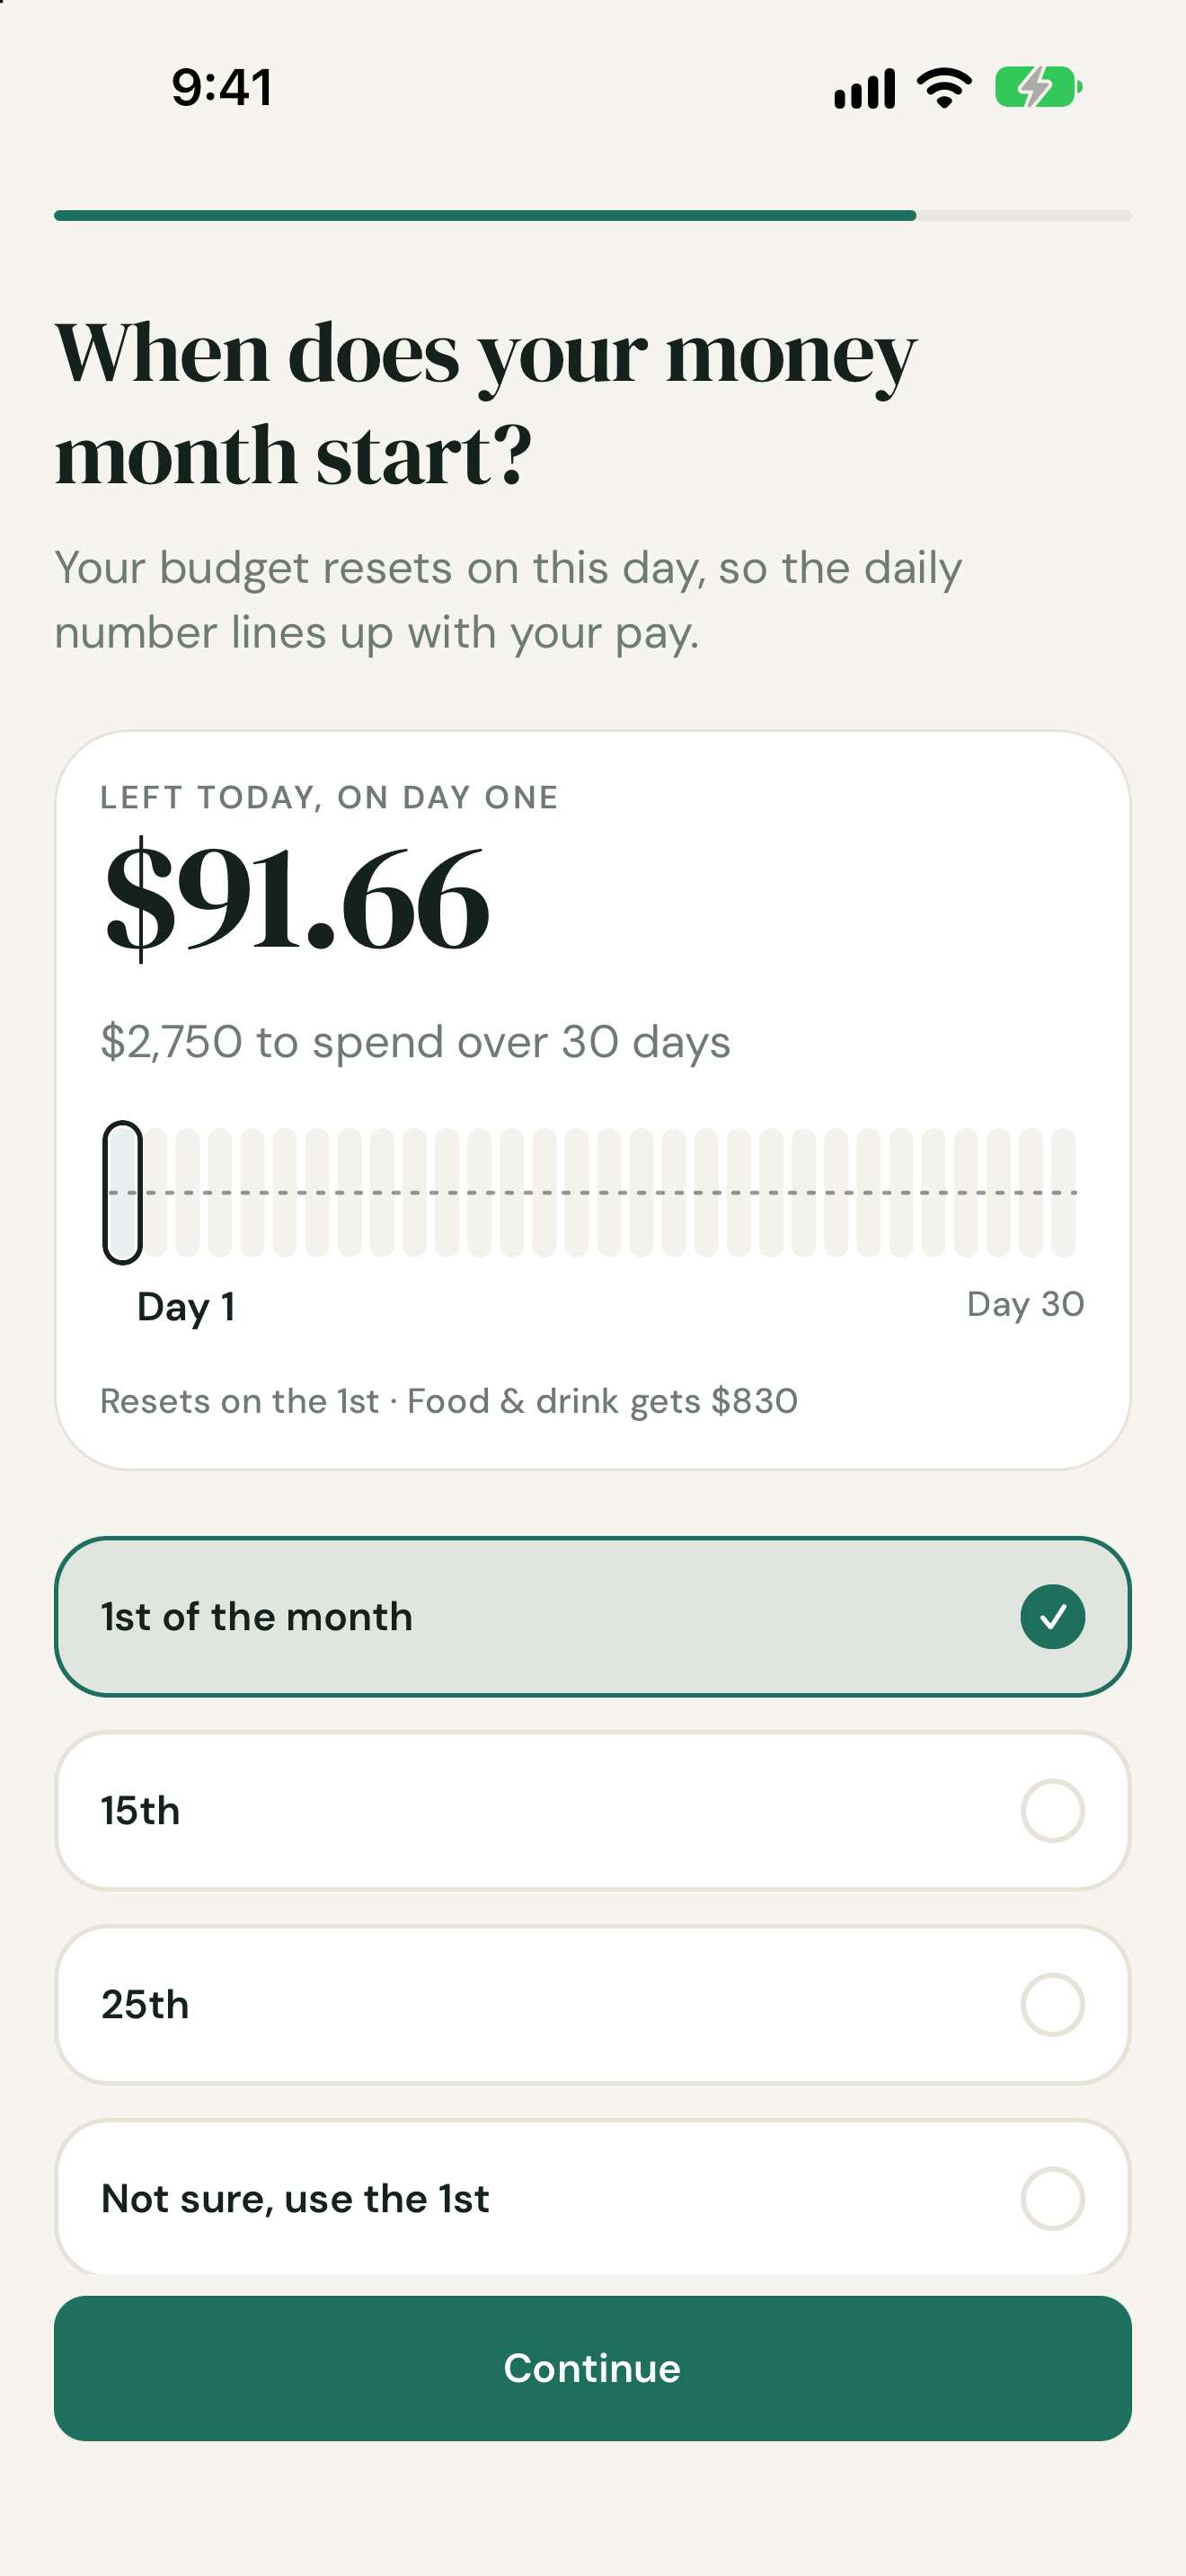 9:41
When does your money
month start?
Your budget resets on this day, so the daily
number lines up with your pay.
LEFT TODAY, ON DAY ONE
$91.66
$2,750 to spend over 30 days
Day 1
Day 30
Resets on the 1st · Food & drink gets $830
1st of the month
15th
25th
Not sure, use the 1st
Continue